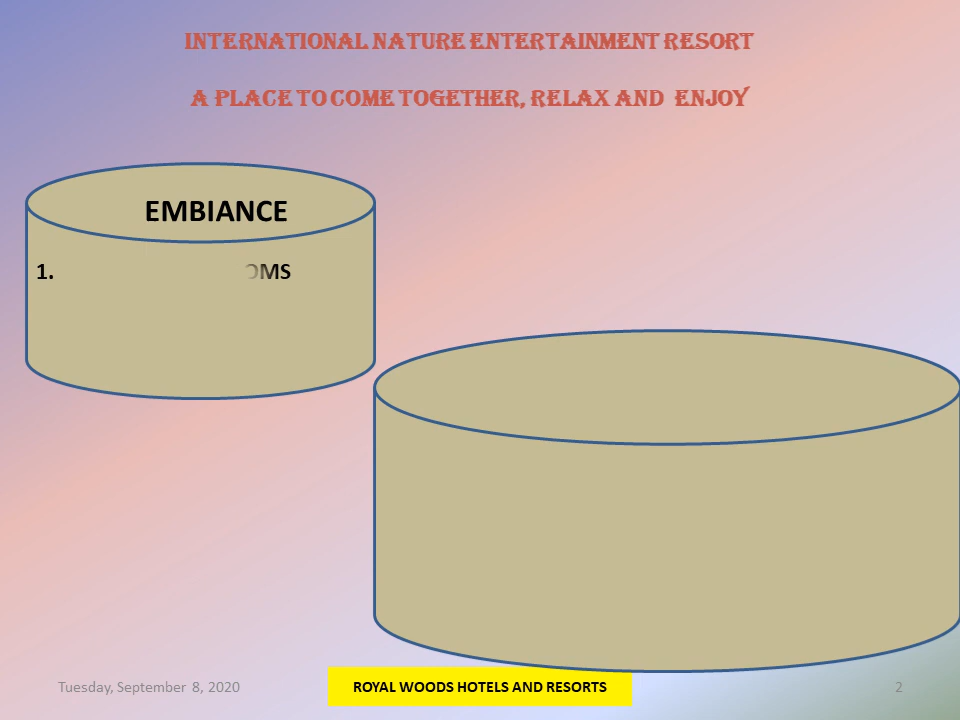 INTERNATIONAL NATURE ENTERTAINMENT RESORT
A PLACE TO COME TOGETHER, RELAX AND ENJOY
EMBIANCE
1.
Tuesday, September 8, 2020
ROYAL WOODS HOTELS AND RESORTS
2